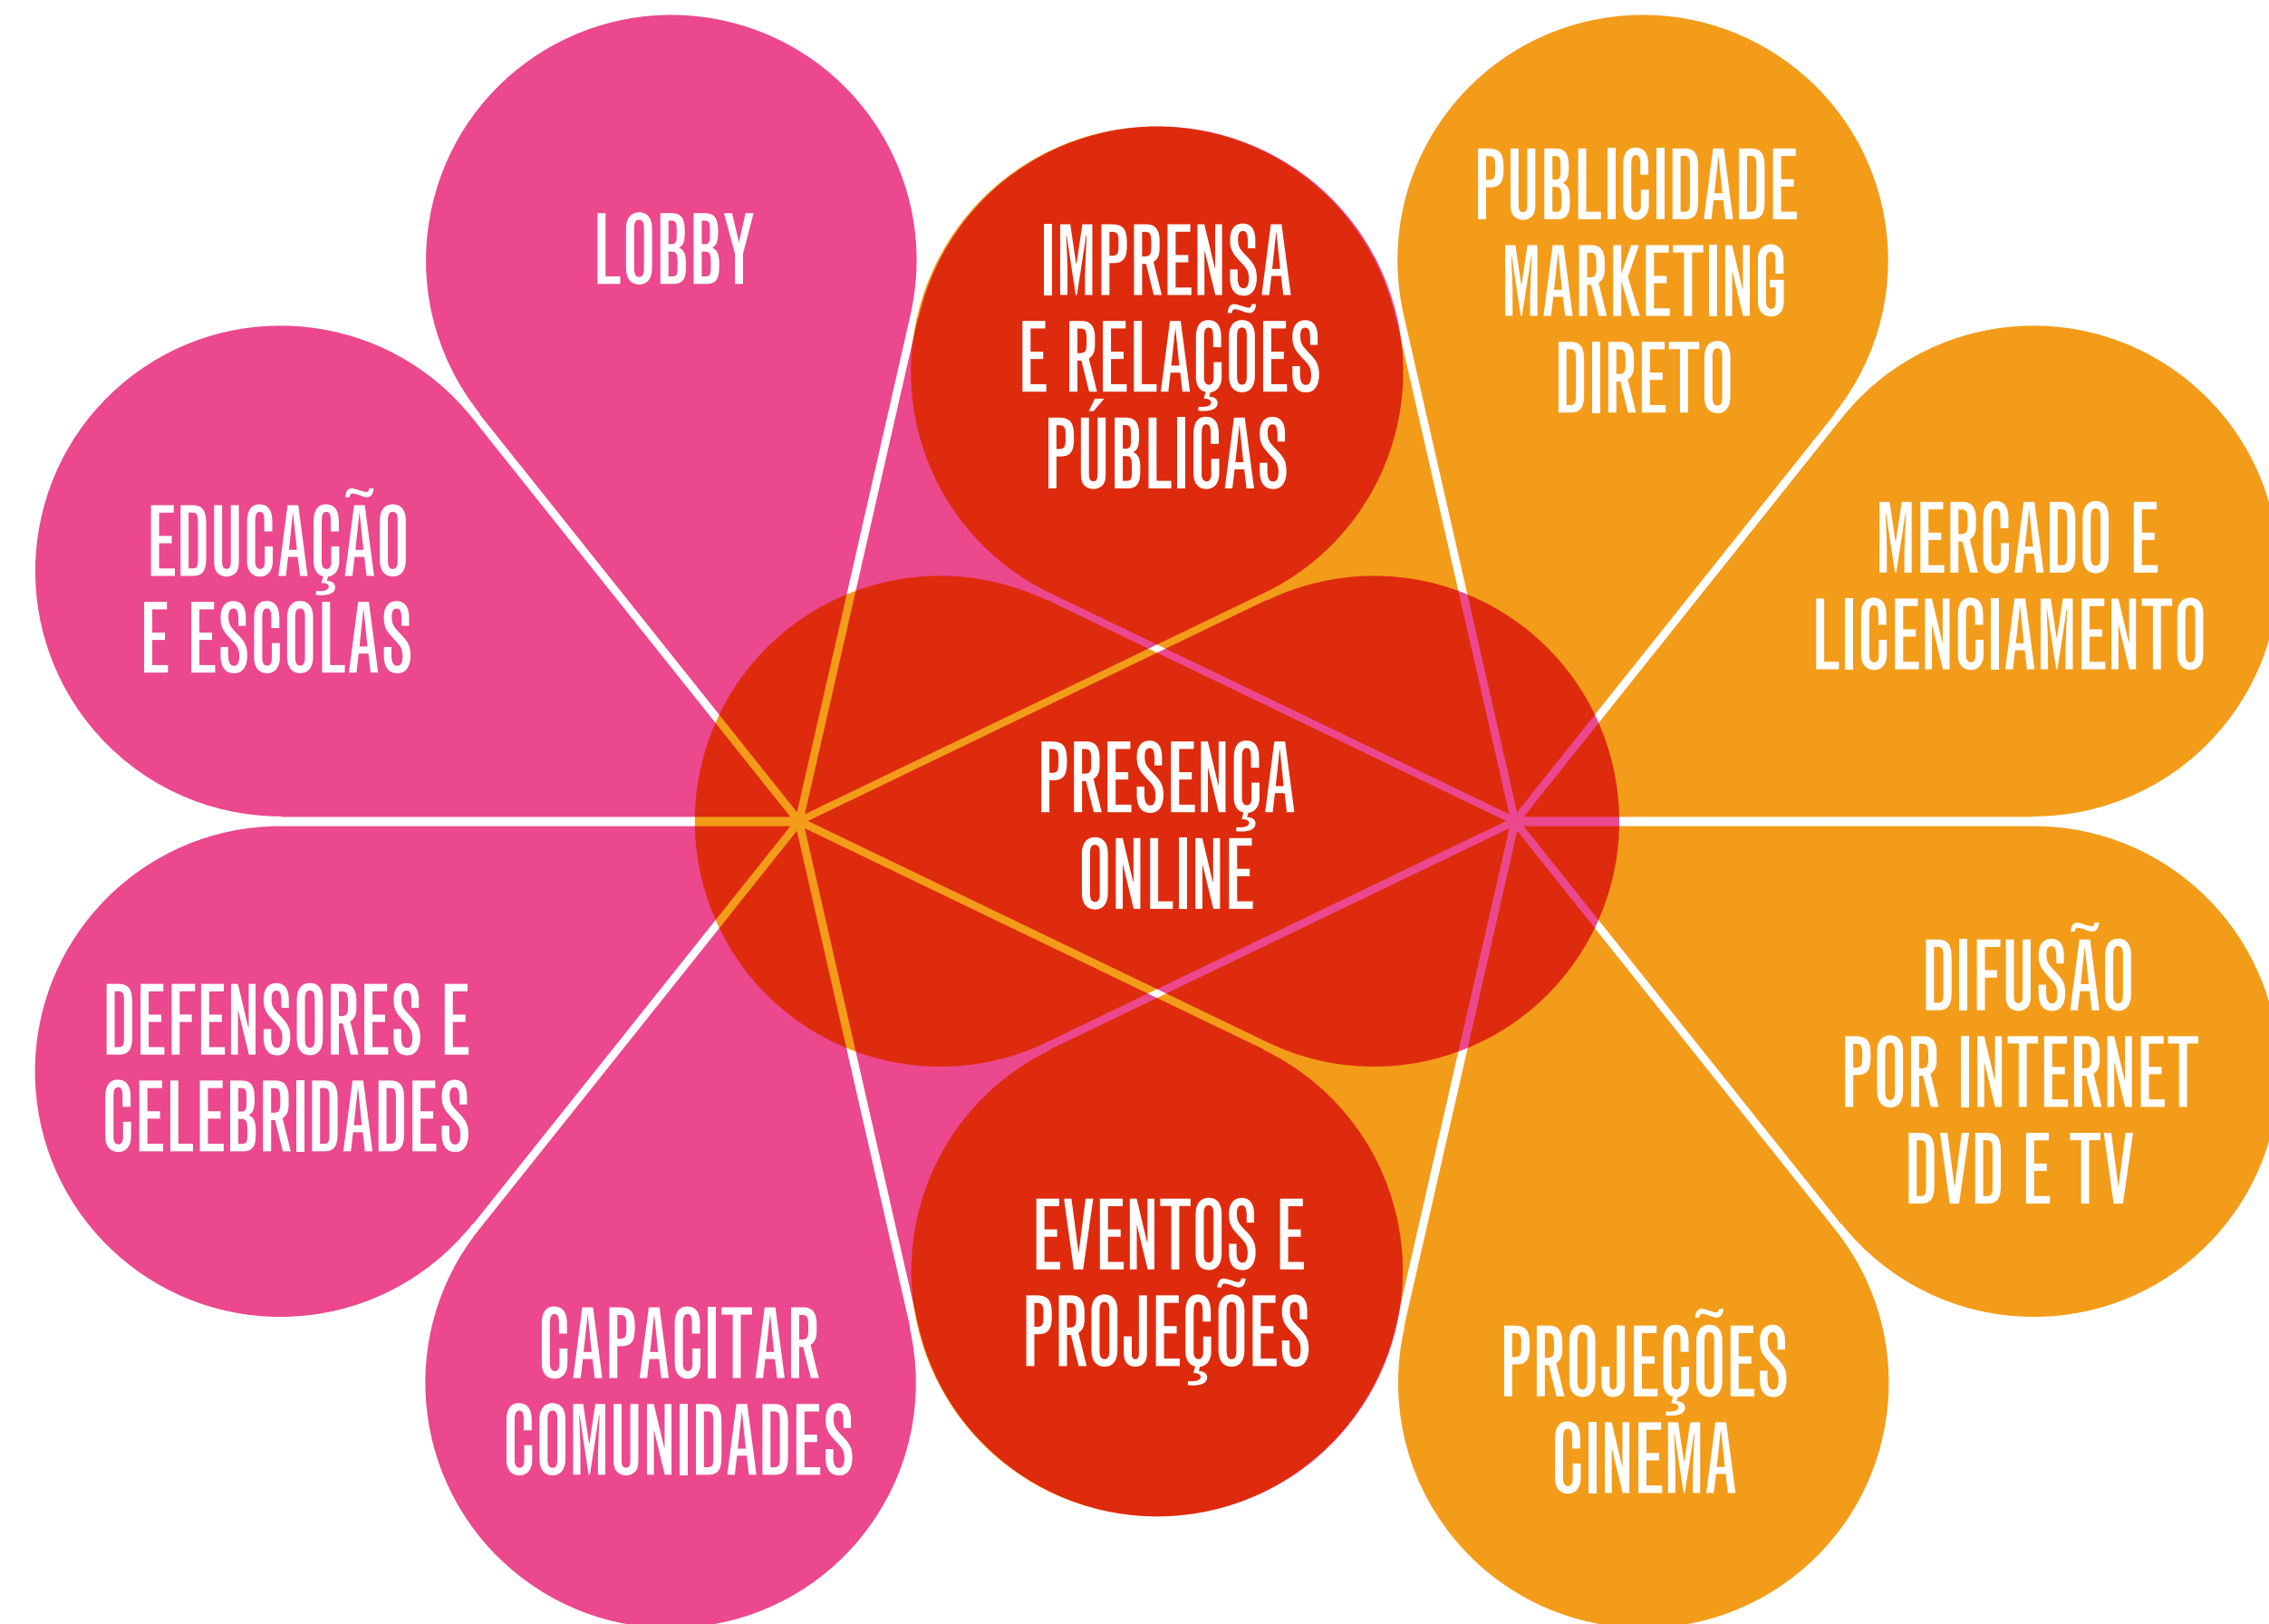 LOBBY
IMPRENSA
E RELAÇÕES
PÚBLICAS
PUBLICIDADE
MARKETING
DIRETO
EDUCAÇÃO
E ESCOLAS
MERCADO E
LICENCIAMENTO
PRESENÇA
ONLINE
DEFENSORES E
CELEBRIDADES
DIFUSÃO
POR INTERNET
DVD E TV
CAPACITAR
COMUNIDADES
EVENTOS E
PROJEÇÕES
PROJEÇÕES
CINEMA